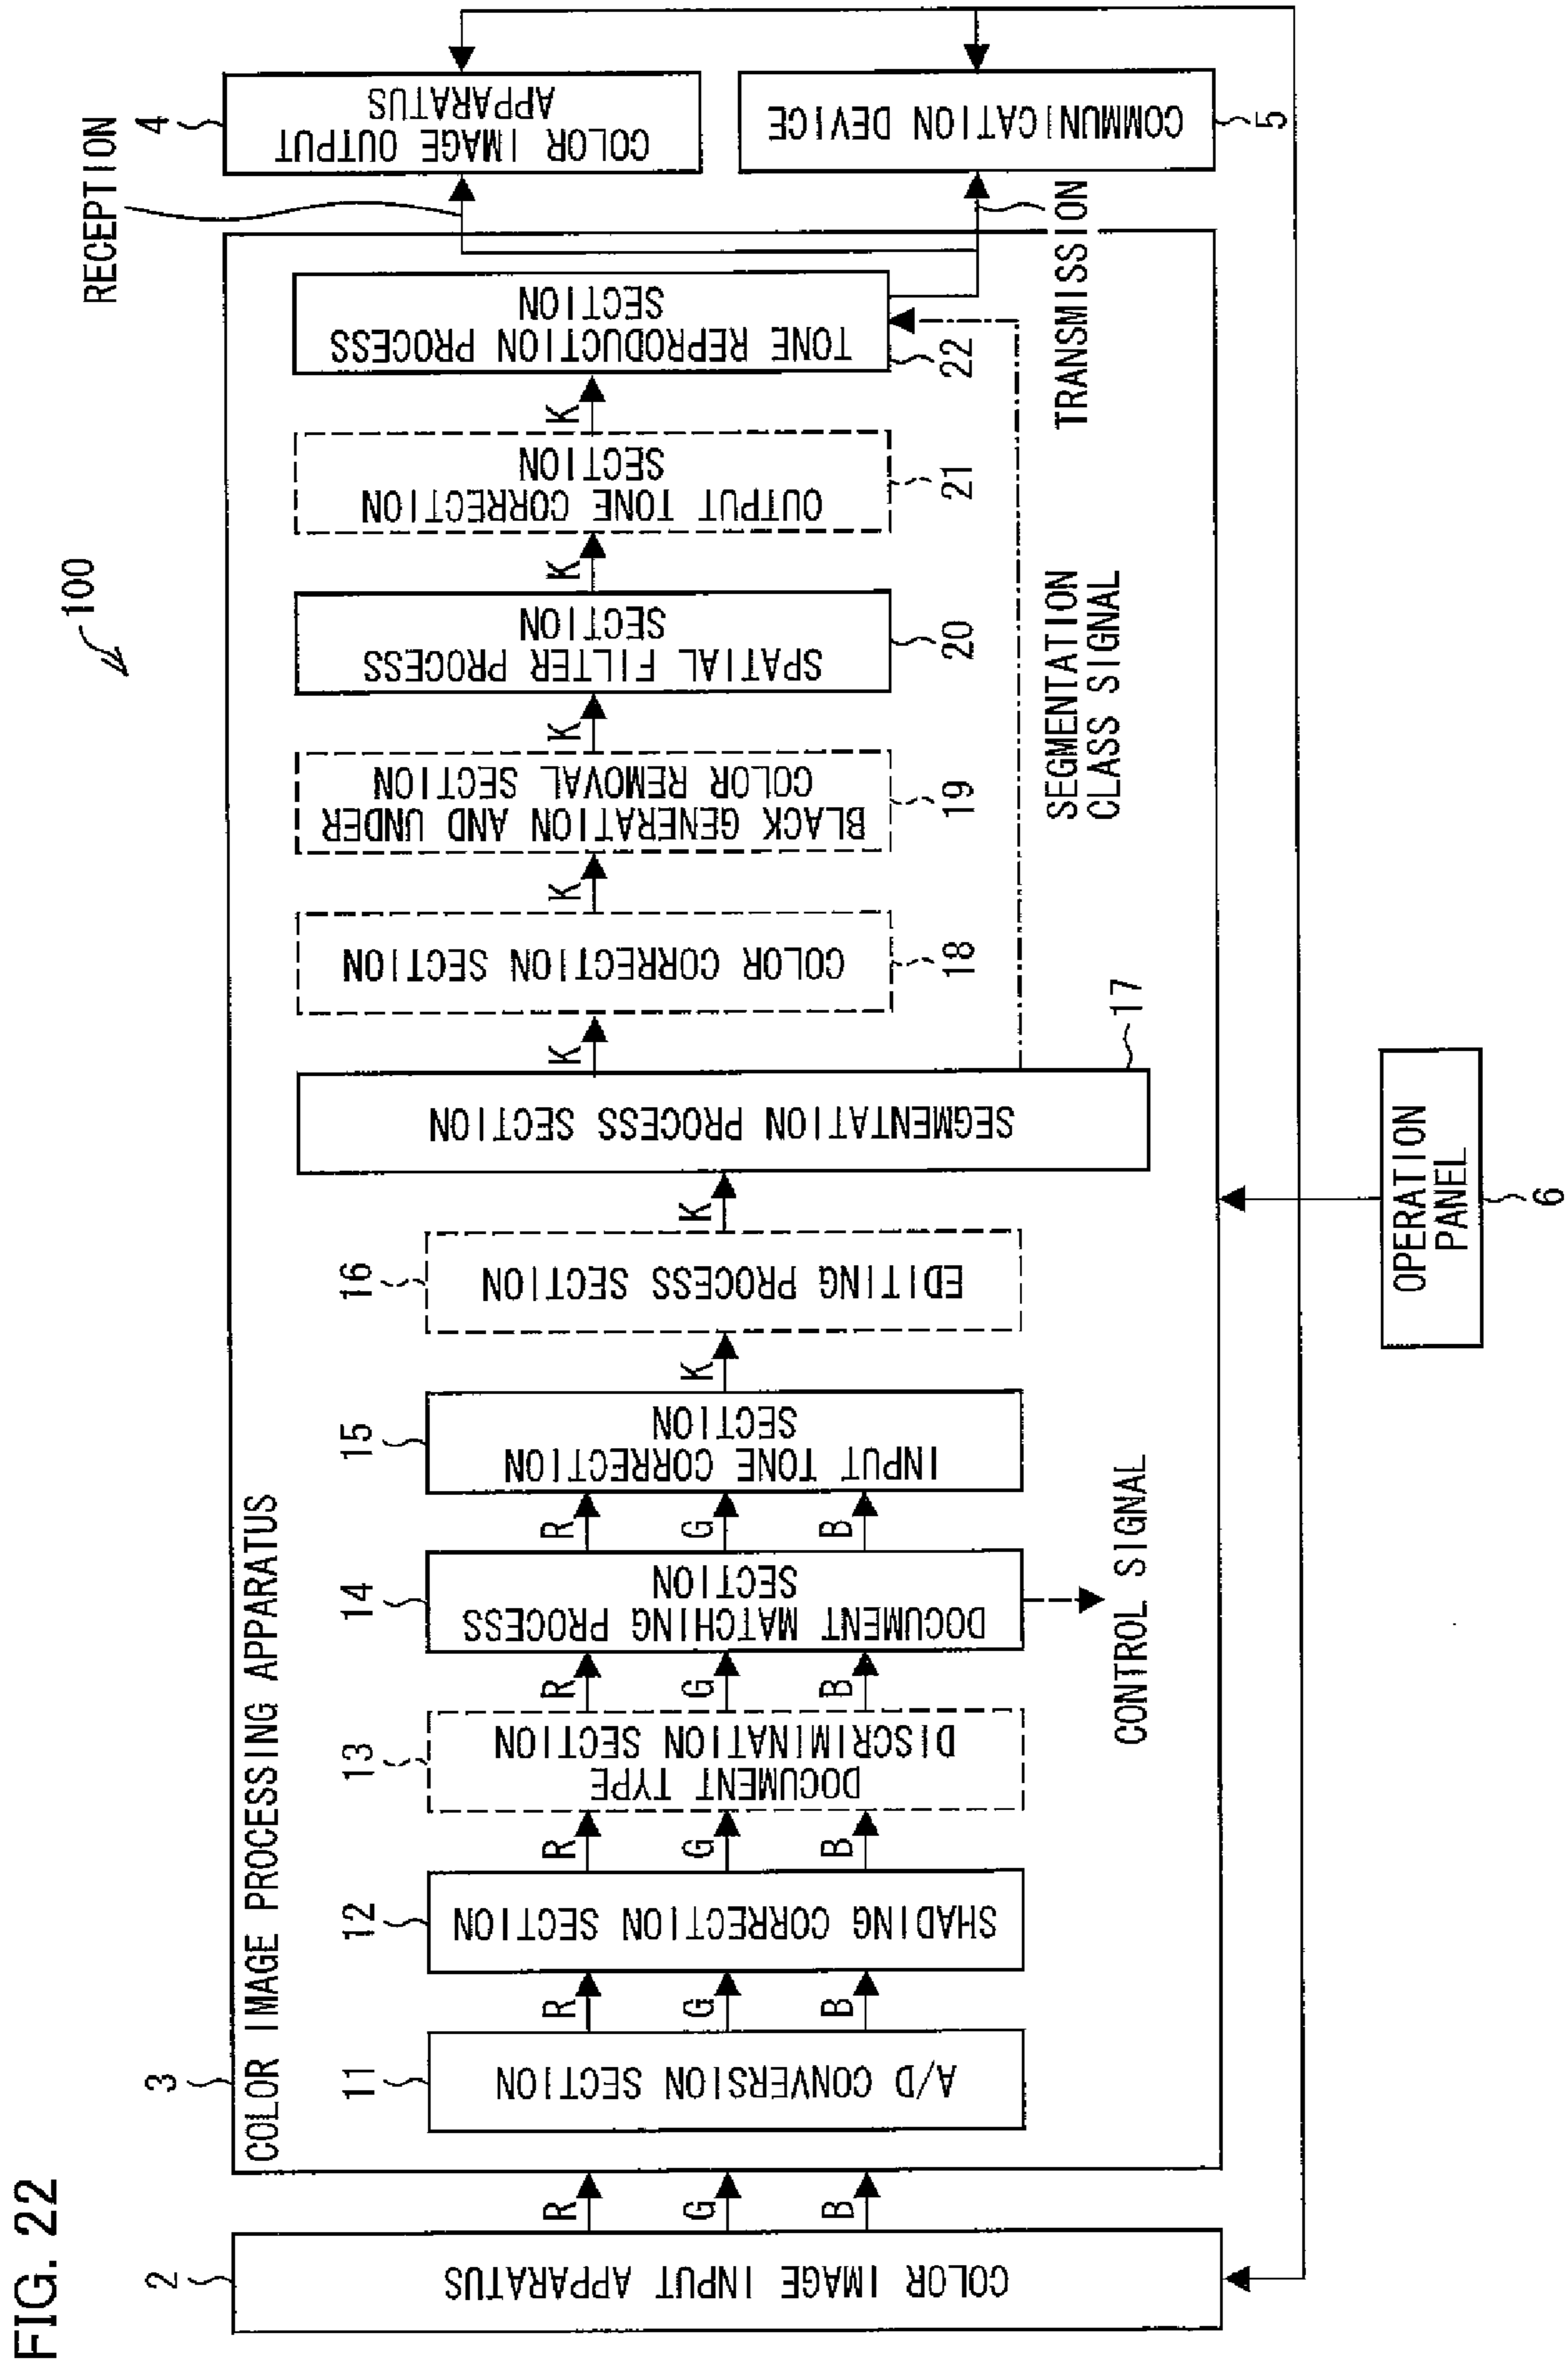 FIG. 22
100
2
COLOR IMAGE INPUT APPARATUS
R
G
B
3
COLOR IMAGE PROCESSING APPARATUS
11
A/D CONVERSION SECTION
R
G
B
12
SHADING CORRECTION SECTION
R
G
B
13
DOCUMENT TYPE
DISCRIMINATION SECTION
R
G
B
14
DOCUMENT MATCHING PROCESS
SECTION
CONTROL SIGNAL
R
G
B
15
INPUT TONE CORRECTION
SECTION
K
16
EDITING PROCESS SECTION
K
17
SEGMENTATION PROCESS SECTION
SEGMENTATION
CLASS SIGNAL
K
18
COLOR CORRECTION SECTION
K
19
BLACK GENERATION AND UNDER
COLOR REMOVAL SECTION
K
20
SPATIAL FILTER PROCESS
SECTION
K
21
OUTPUT TONE CORRECTION
SECTION
K
22
TONE REPRODUCTION PROCESS
SECTION
RECEPTION
TRANSMISSION
4
COLOR IMAGE OUTPUT
APPARATUS
COMMUNICATION DEVICE
5
OPERATION
PANEL
6